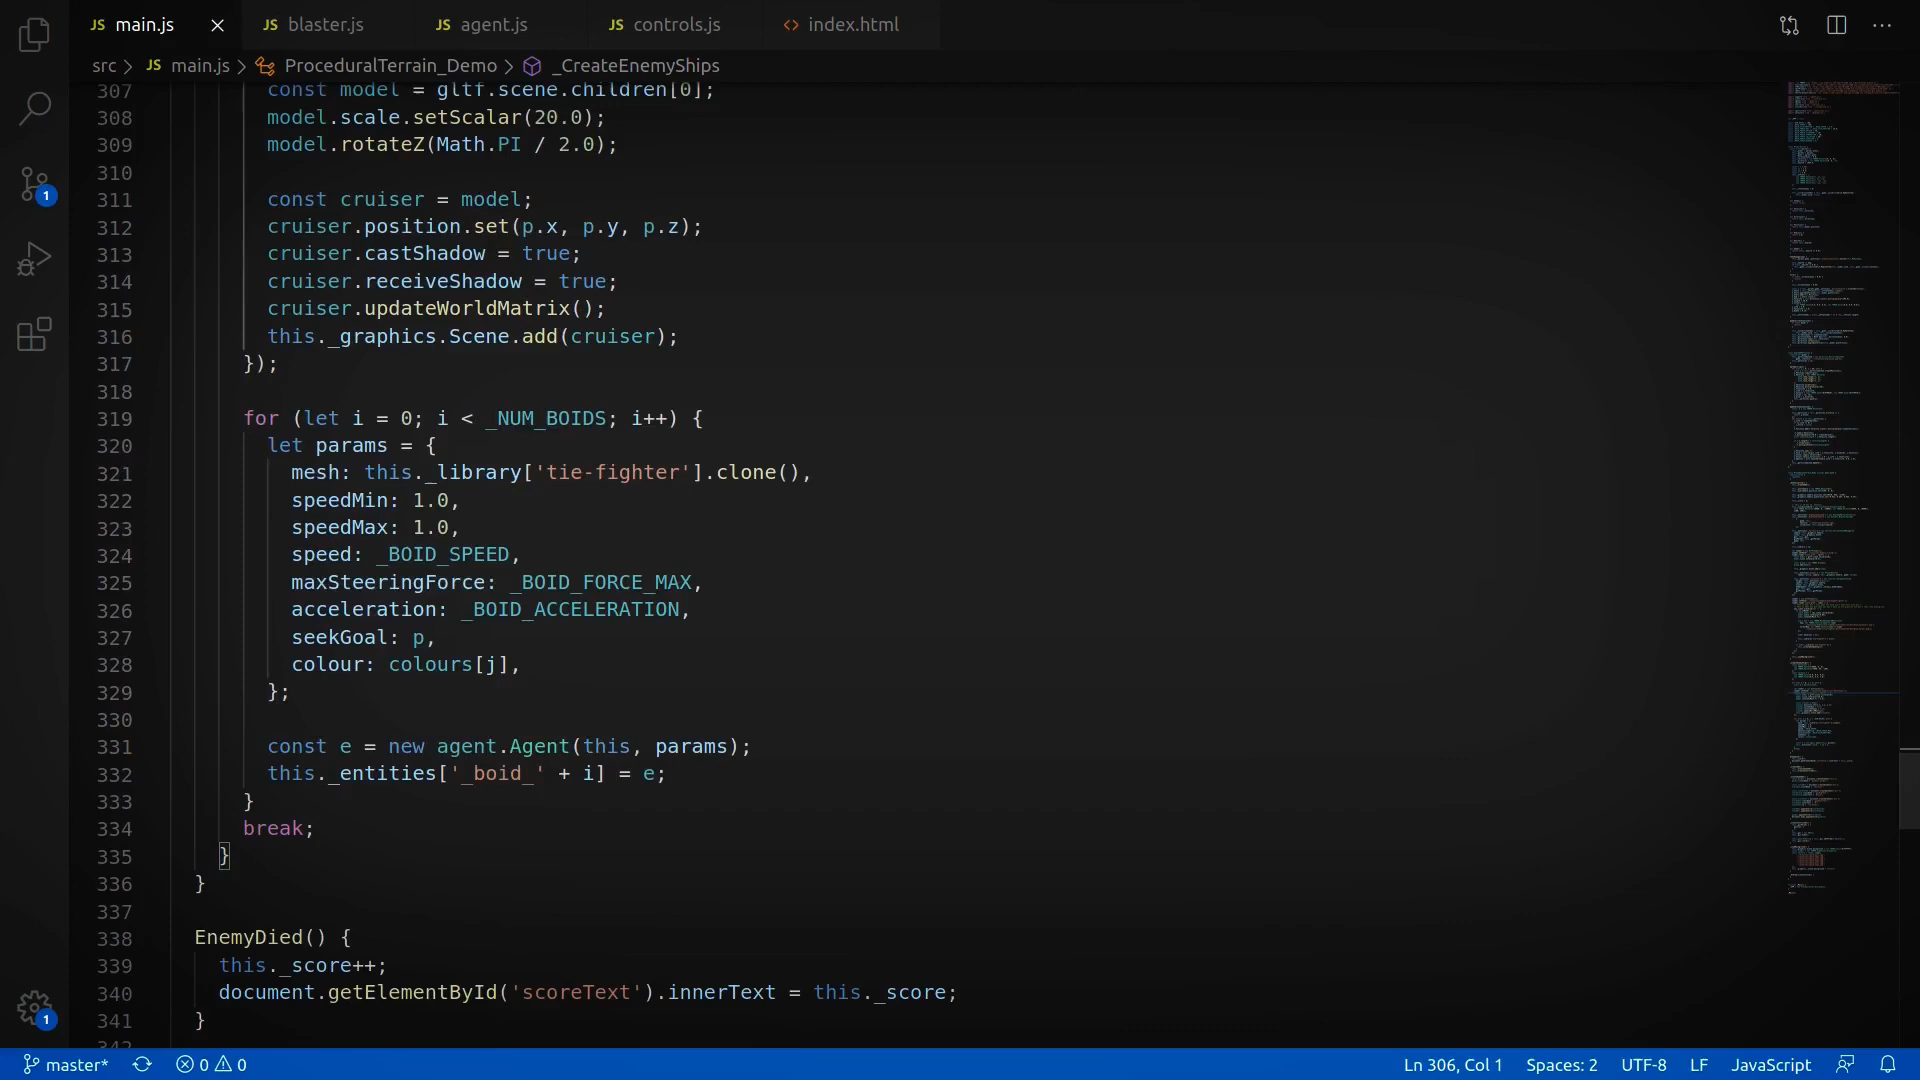 JS main.js × JS blaster.js JS agent.js JS controls.js <> index.html
src > JS main.js > ProceduralTerrain_Demo > _CreateEnemyShips
307 const model = gltf.scene.children[0];
308 model.scale.setScalar(20.0);
309 model.rotateZ(Math.PI / 2.0);
310
311 const cruiser = model;
312 cruiser.position.set(p.x, p.y, p.z);
313 cruiser.castShadow = true;
314 cruiser.receiveShadow = true;
315 cruiser.updateWorldMatrix();
316 this._graphics.Scene.add(cruiser);
317 });
318
319 for (let i = 0; i < _NUM_BOIDS; i++) {
320 let params = {
321 mesh: this._library['tie-fighter'].clone(),
322 speedMin: 1.0,
323 speedMax: 1.0,
324 speed: _BOID_SPEED,
325 maxSteeringForce: _BOID_FORCE_MAX,
326 acceleration: _BOID_ACCELERATION,
327 seekGoal: p,
328 colour: colours[j],
329 };
330
331 const e = new agent.Agent(this, params);
332 this._entities['_boid_' + i] = e;
333 }
334 break;
335 }
336 }
337
338 EnemyDied() {
339 this._score++;
340 document.getElementById('scoreText').innerText = this._score;
341 }
342
1
1
master* 0 0 Ln 306, Col 1 Spaces: 2 UTF-8 LF JavaScript